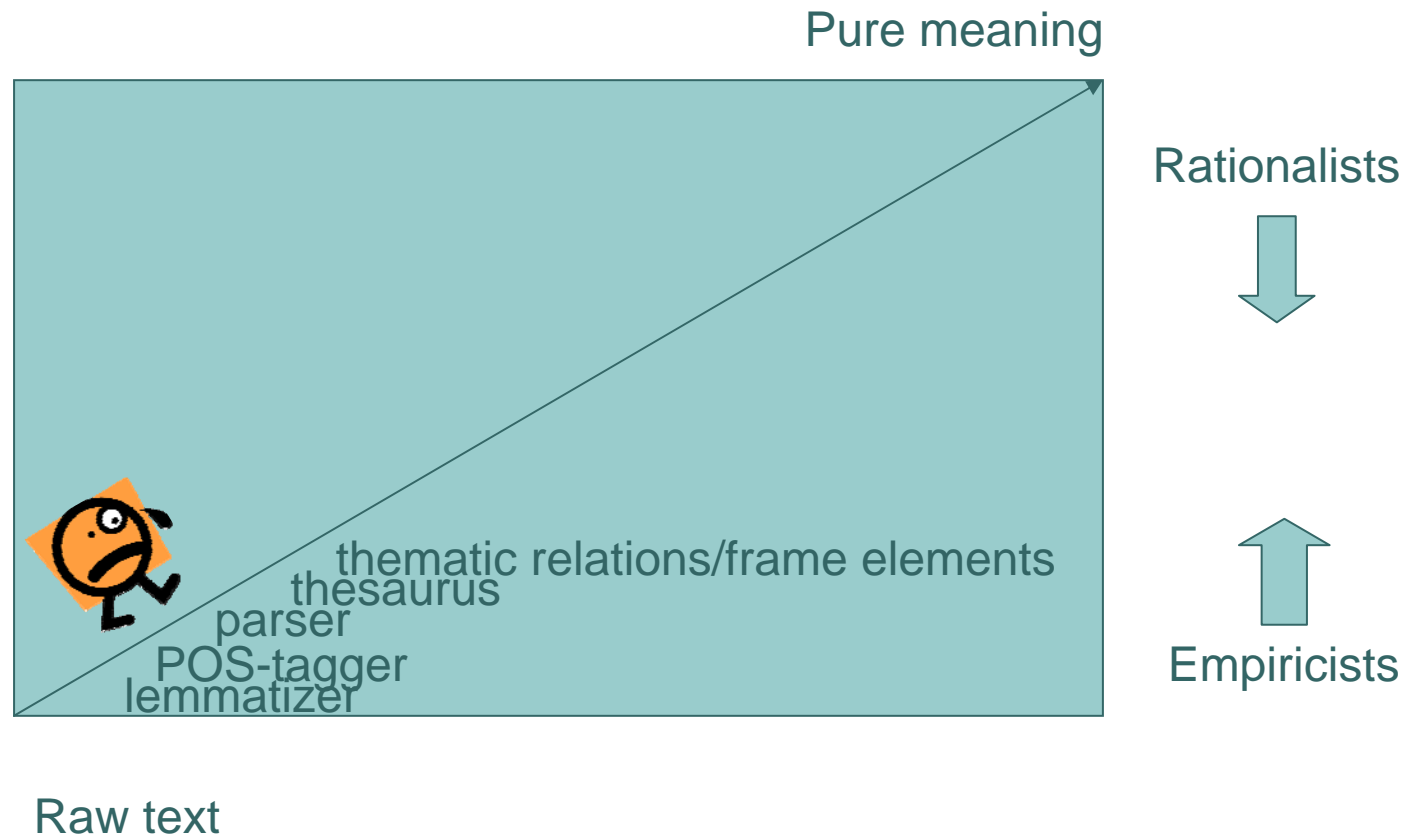 Pure meaning
Rationalists
thematic relations/frame elements
thesaurus
parser
POS-tagger
lemmatizer
Empiricists
Raw text